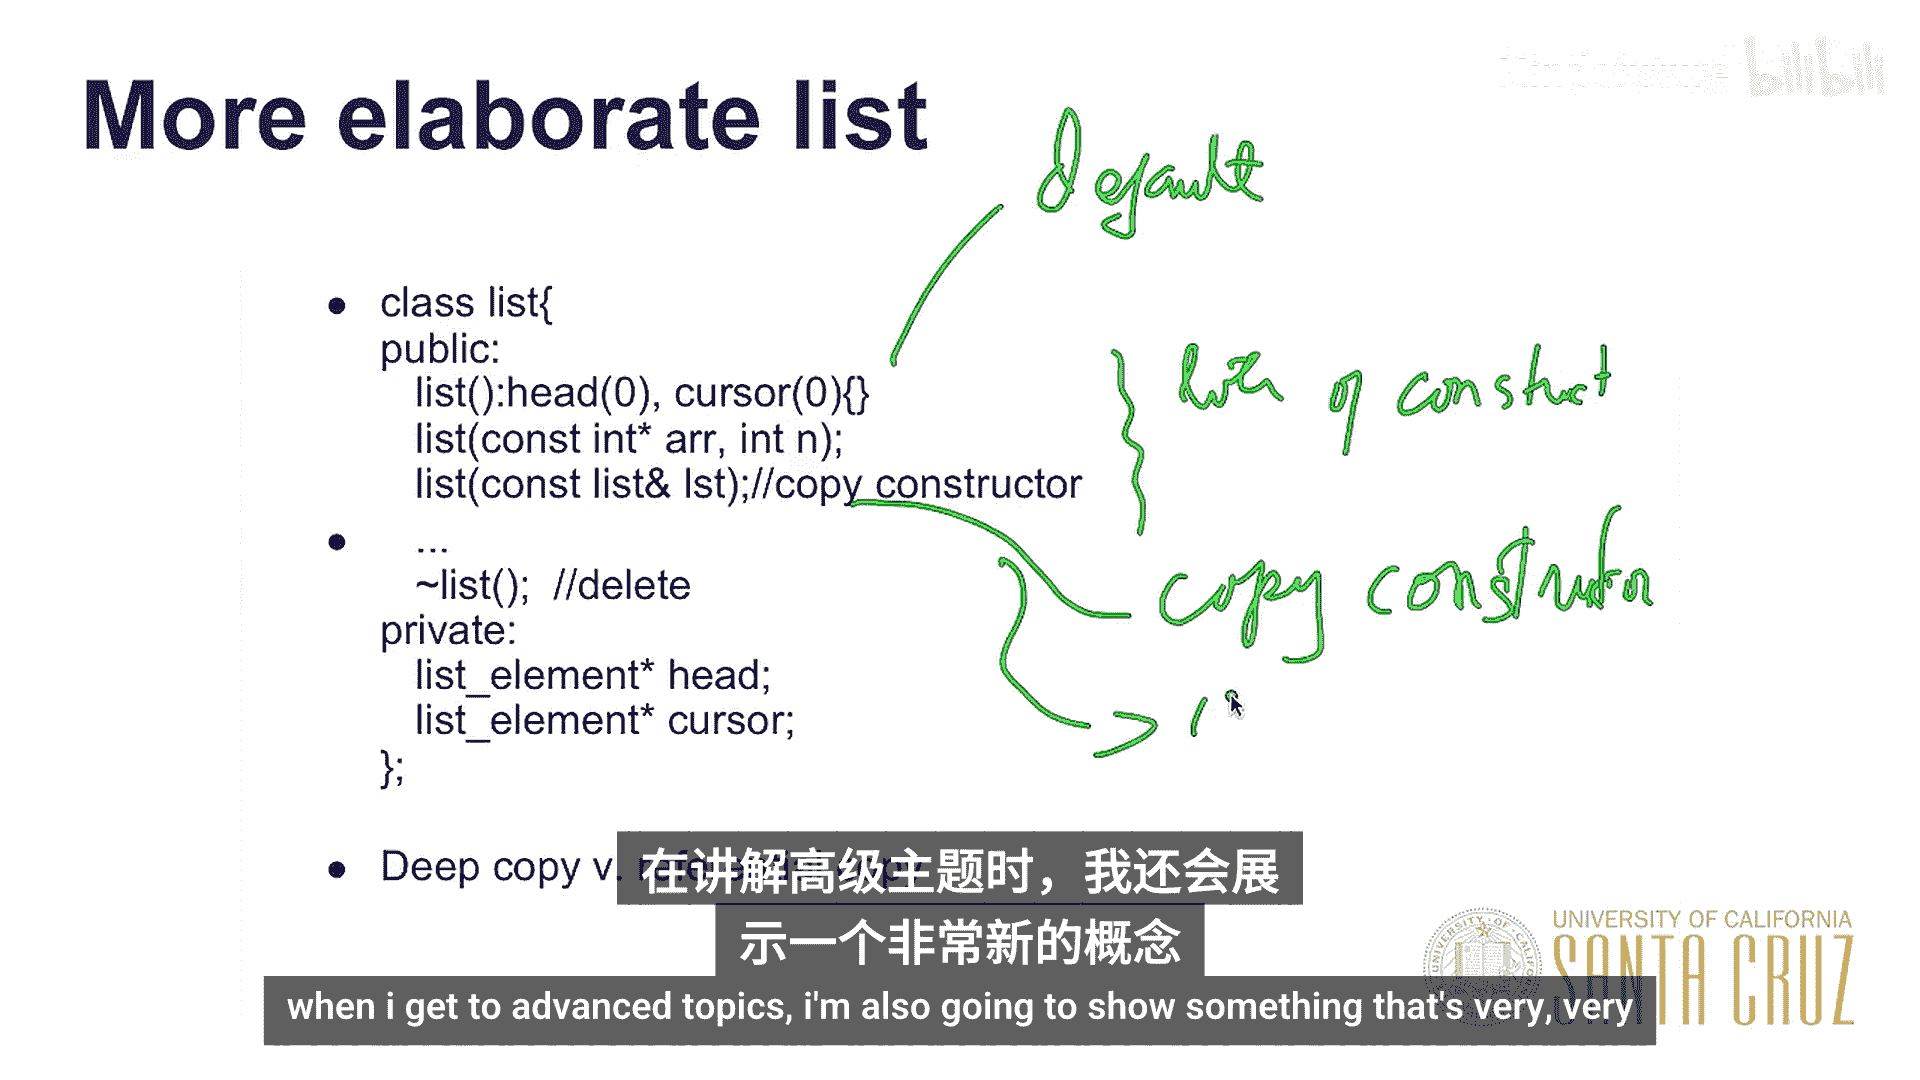 More elaborate list
Default
• class list{
public:
list():head(0), cursor(0){}
list(const int* arr, int n);
list(const list& lst);//copy constructor
of construct
• ...
~list(); //delete
copy constructor
private:
list_element* head;
list_element* cursor;
};
• Deep copy v.
在讲解高级主题时，我还会展
示一个非常新的概念
when i get to advanced topics, i'm also going to show something that's very, very
UNIVERSITY OF CALIFORNIA
SANTA CRUZ
bilibili